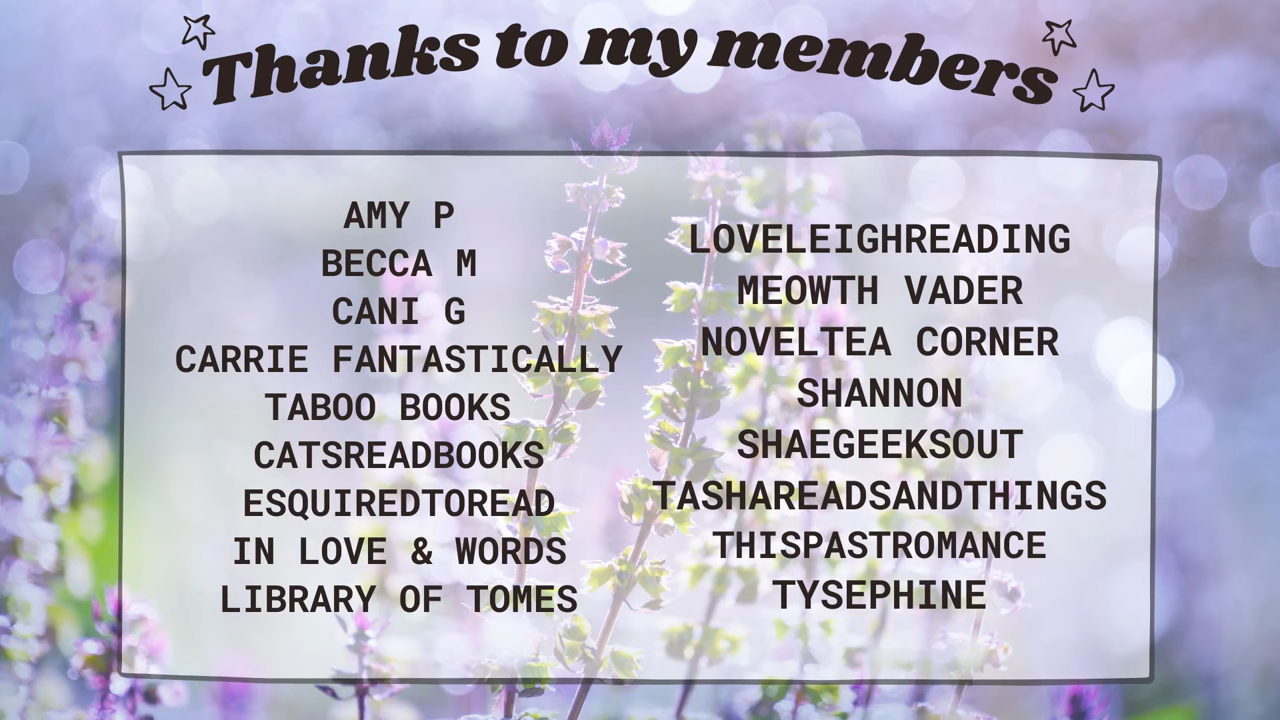 Thanks to my members
AMY P
BECCA M
CANI G
CARRIE FANTASTICALLY
TABOO BOOKS
CATSREADBOOKS
ESQUIREDTOREAD
IN LOVE & WORDS
LIBRARY OF TOMES
LOVELEIGHREADING
MEOWTH VADER
NOVELTEA CORNER
SHANNON
SHAEGEEKSOUT
TASHAREADSANDTHINGS
THISPASTROMANCE
TYSEPHINE